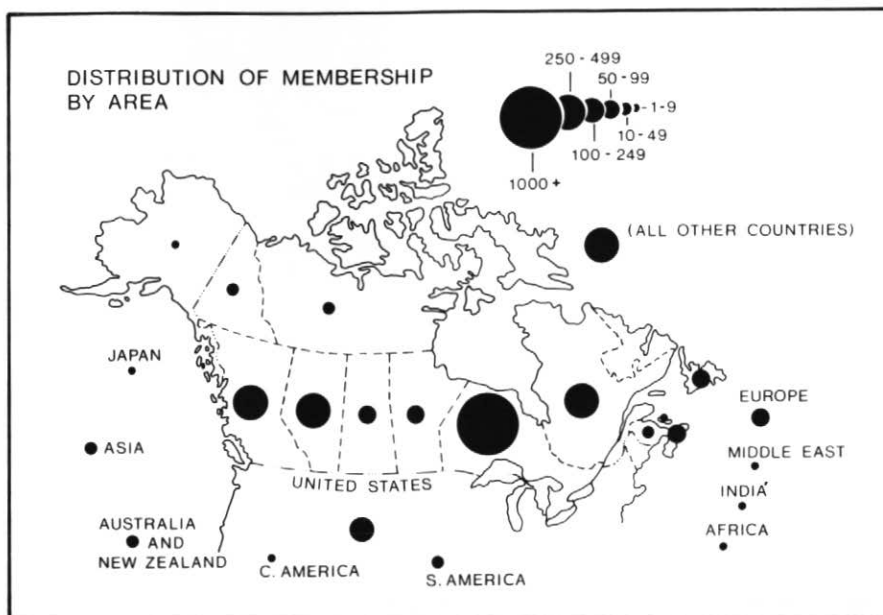 DISTRIBUTION OF MEMBERSHIP
BY AREA
250 - 499
50 - 99
1 - 9
10 - 49
100 - 249
1000 +
(ALL OTHER COUNTRIES)
JAPAN
ASIA
AUSTRALIA
AND
NEW ZEALAND
UNITED STATES
C. AMERICA
S. AMERICA
EUROPE
MIDDLE EAST
INDIA
AFRICA